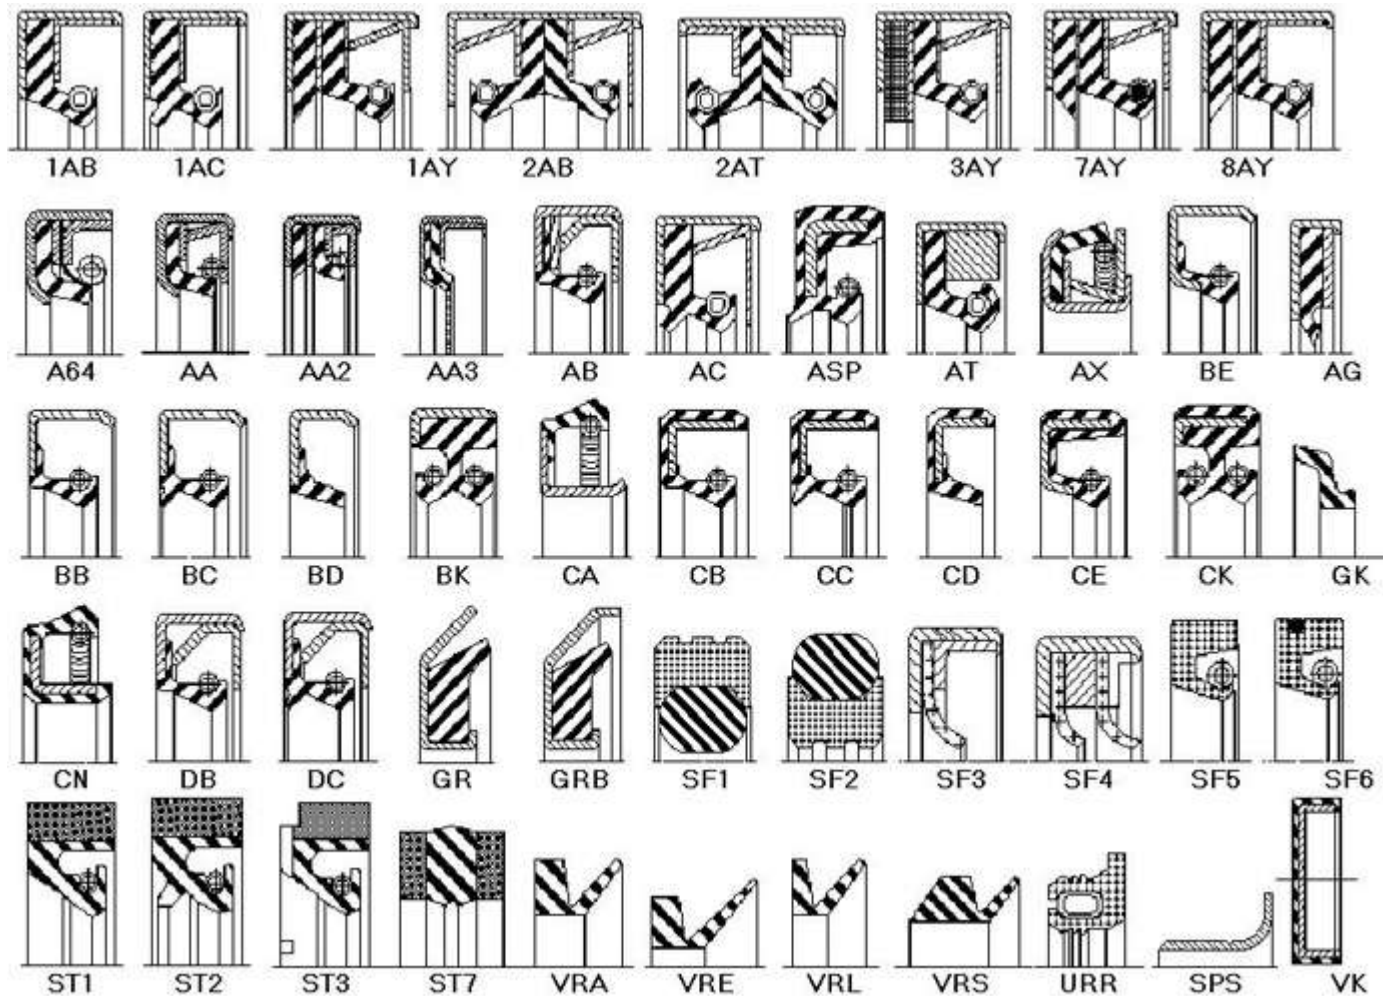 1AB 1AC 1AY 2AB 2AT 3AY 7AY 8AY
A64 AA AA2 AA3 AB AC ASP AT AX BE AG
BB BC BD BK CA CB CC CD CE CK GK
CN DB DC GR GRB SF1 SF2 SF3 SF4 SF5 SF6
ST1 ST2 ST3 ST7 VRA VRE VRL VRS URR SPS VK